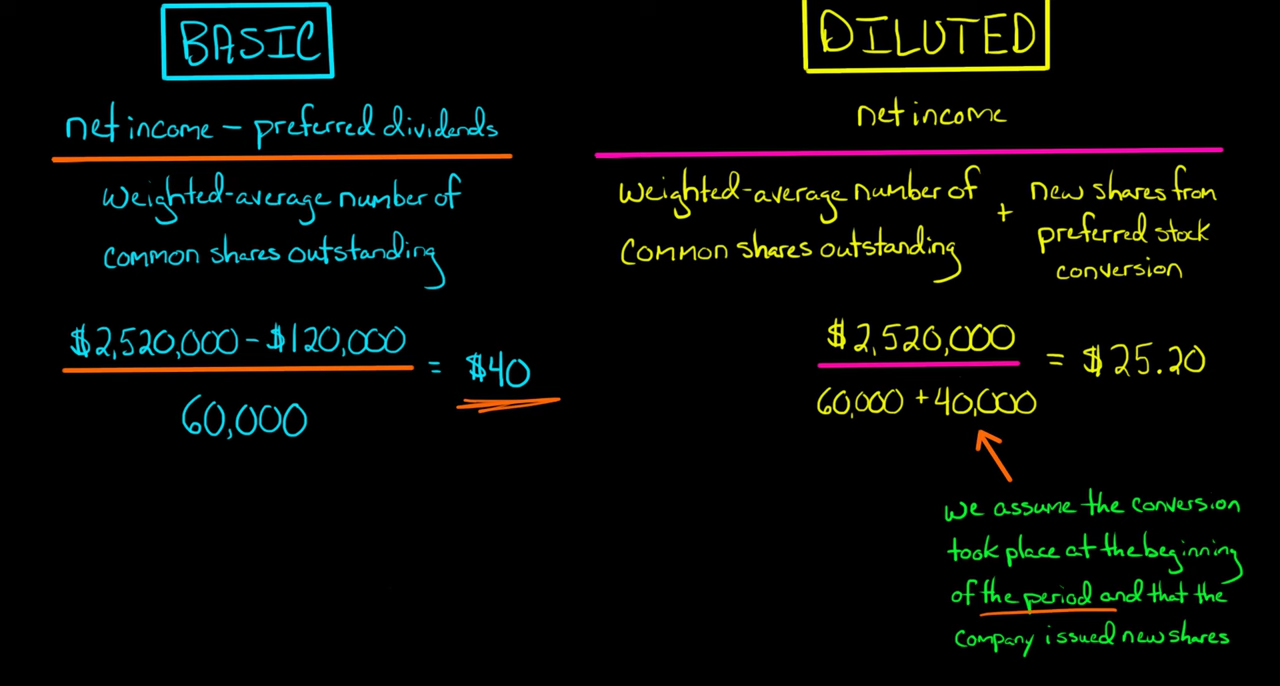 BASIC
net income – preferred dividends
weighted-average number of
common shares outstanding
$2,520,000 – $120,000
= $40
60,000
DILUTED
net income
weighted-average number of
common shares outstanding
+
new shares from
preferred stock
conversion
$2,520,000
= $25.20
60,000 + 40,000
we assume the conversion
took place at the beginning
of the period and that the
company issued new shares